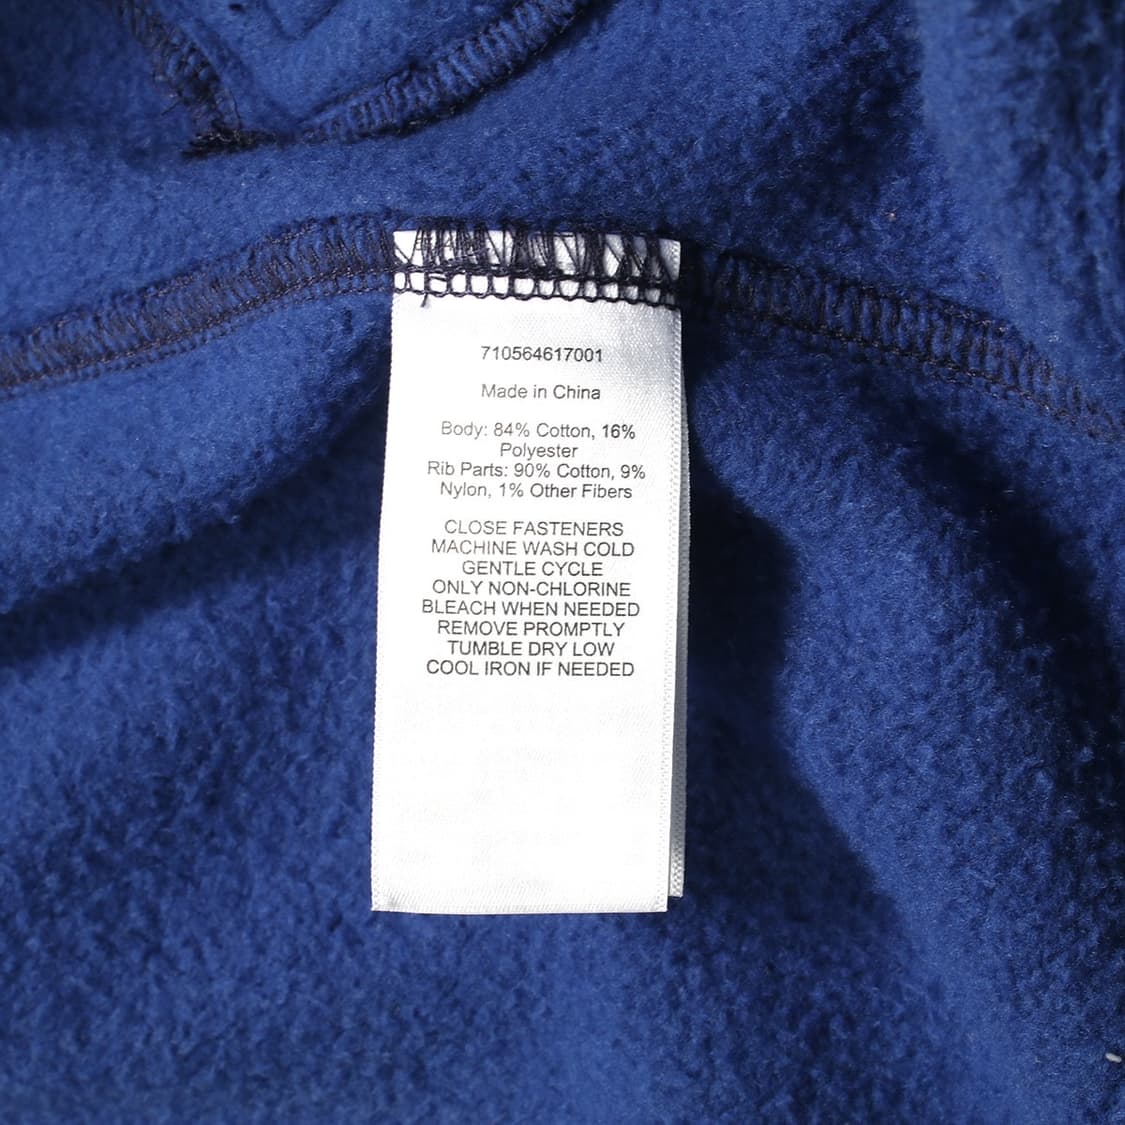 710564617001
Made in China
Body: 84% Cotton, 16%
Polyester
Rib Parts: 90% Cotton, 9%
Nylon, 1% Other Fibers
CLOSE FASTENERS
MACHINE WASH COLD
GENTLE CYCLE
ONLY NON-CHLORINE
BLEACH WHEN NEEDED
REMOVE PROMPTLY
TUMBLE DRY LOW
COOL IRON IF NEEDED